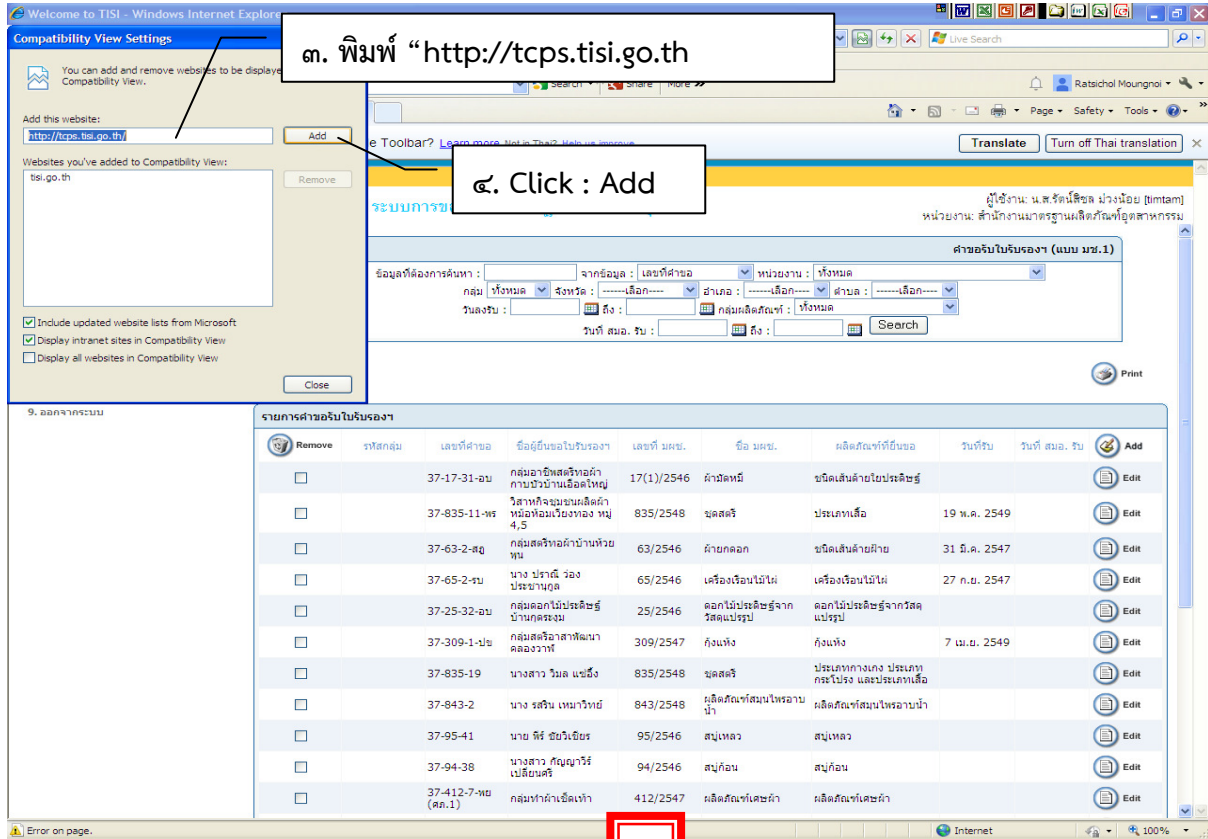 Welcome to TISI - Windows Internet Explore
Compatibility View Settings
๓. พิมพ์ “http://tcps.tisi.go.th
Live Search
You can add and remove websites to be displaye
Compatibility View.
Search
Share
More »
Ratsichol Moungnoi
Page
Safety
Tools
Add this website:
http://tcps.tisi.go.th/
Add
e Toolbar? Learn more Not in Thai? Help us improve
Translate
Turn off Thai translation
Websites you've added to Compatibility View:
tisi.go.th
Remove
๔. Click : Add
ระบบการขอ
ผู้ใช้งาน: น.ส.รัตน์สิชล ม่วงน้อย [timtam]
หน่วยงาน: สำนักงานมาตรฐานผลิตภัณฑ์อุตสาหกรรม
คำขอรับใบรับรองฯ (แบบ มช.1)
ข้อมูลที่ต้องการค้นหา : จากข้อมูล : เลขที่คำขอ หน่วยงาน : ทั้งหมด
กลุ่ม ทั้งหมด จังหวัด : ------เลือก---- อำเภอ : ------เลือก---- ตำบล : ------เลือก----
วันลงรับ : ถึง : กลุ่มผลิตภัณฑ์ : ทั้งหมด
วันที่ สมอ. รับ : ถึง : Search
Include updated website lists from Microsoft
Display intranet sites in Compatibility View
Display all websites in Compatibility View
Close
Print
9. ออกจากระบบ
รายการคำขอรับใบรับรองฯ
Remove รหัสกลุ่ม เลขที่คำขอ ชื่อผู้ยื่นขอใบรับรองฯ เลขที่ มผช. ชื่อ มผช. ผลิตภัณฑ์ที่ยื่นขอ วันที่รับ วันที่ สมอ. รับ Add
37-17-31-อบ กลุ่มอาชีพสตรีทอผ้ากาบบัวบ้านเอือดใหญ่ 17(1)/2546 ผ้ามัดหมี่ ชนิดเส้นด้ายใยประดิษฐ์ Edit
37-835-11-พร วิสาหกิจชุมชนผลิตผ้าหม้อห้อมเวียงทอง หมู่ 4,5 835/2548 ชุดสตรี ประเภทเสื้อ 19 พ.ค. 2549 Edit
37-63-2-สฎ กลุ่มสตรีทอผ้าบ้านห้วยพุน 63/2546 ผ้ายกดอก ชนิดเส้นด้ายฝ้าย 31 มี.ค. 2547 Edit
37-65-2-รบ นาง ปราณี ว่องประชานุกูล 65/2546 เครื่องเรือนไม้ไผ่ เครื่องเรือนไม้ไผ่ 27 ก.ย. 2547 Edit
37-25-32-อบ กลุ่มดอกไม้ประดิษฐ์บ้านกุดระงุม 25/2546 ดอกไม้ประดิษฐ์จากวัสดุแปรรูป ดอกไม้ประดิษฐ์จากวัสดุแปรรูป Edit
37-309-1-ปข กลุ่มสตรีอาสาพัฒนาคลองวาฬ 309/2547 กุ้งแห้ง กุ้งแห้ง 7 เม.ย. 2549 Edit
37-835-19 นางสาว วิมล แซ่อึ้ง 835/2548 ชุดสตรี ประเภทกางเกง ประเภทกระโปรง และประเภทเสื้อ Edit
37-843-2 นาง รสริน เหมาวิทย์ 843/2548 ผลิตภัณฑ์สมุนไพรอาบน้ำ ผลิตภัณฑ์สมุนไพรอาบน้ำ Edit
37-95-41 นาย พีร์ ชัยวิเชียร 95/2546 สบู่เหลว สบู่เหลว Edit
37-94-38 นางสาว กัญญาวีร์ เปลี่ยนศรี 94/2546 สบู่ก้อน สบู่ก้อน Edit
37-412-7-พย (ศภ.1) กลุ่มทำผ้าเช็ดเท้า 412/2547 ผลิตภัณฑ์เศษผ้า ผลิตภัณฑ์เศษผ้า Edit
Error on page.
Internet
100%